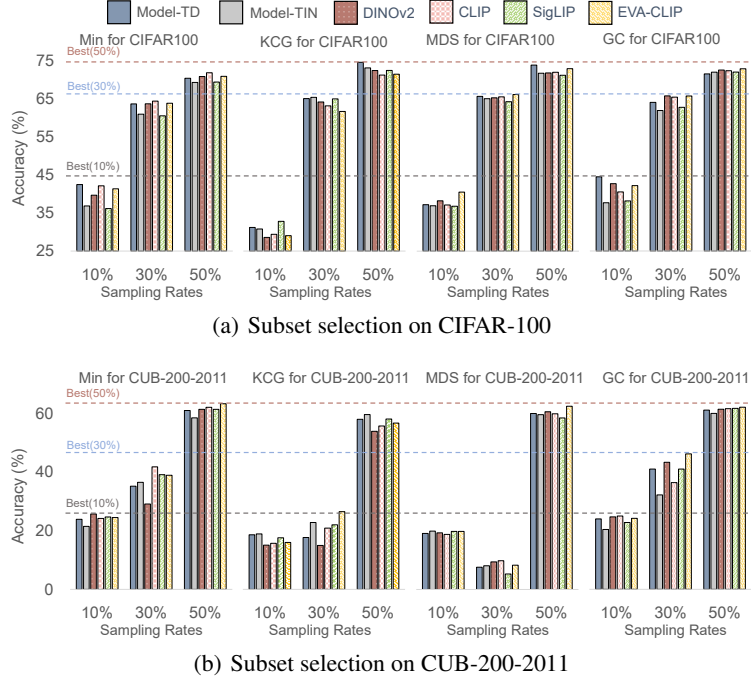 Model-TD Model-TIN DINOv2 CLIP SigLIP EVA-CLIP
Min for CIFAR100 KCG for CIFAR100 MDS for CIFAR100 GC for CIFAR100
Best(50%)
Best(30%)
Best(10%)
75
65
55
45
35
25
Accuracy (%)
10% 30% 50% 10% 30% 50% 10% 30% 50% 10% 30% 50%
Sampling Rates Sampling Rates Sampling Rates Sampling Rates
(a) Subset selection on CIFAR-100
Min for CUB-200-2011 KCG for CUB-200-2011 MDS for CUB-200-2011 GC for CUB-200-2011
Best(50%)
Best(30%)
Best(10%)
60
40
20
0
Accuracy (%)
10% 30% 50% 10% 30% 50% 10% 30% 50% 10% 30% 50%
Sampling Rates Sampling Rates Sampling Rates Sampling Rates
(b) Subset selection on CUB-200-2011